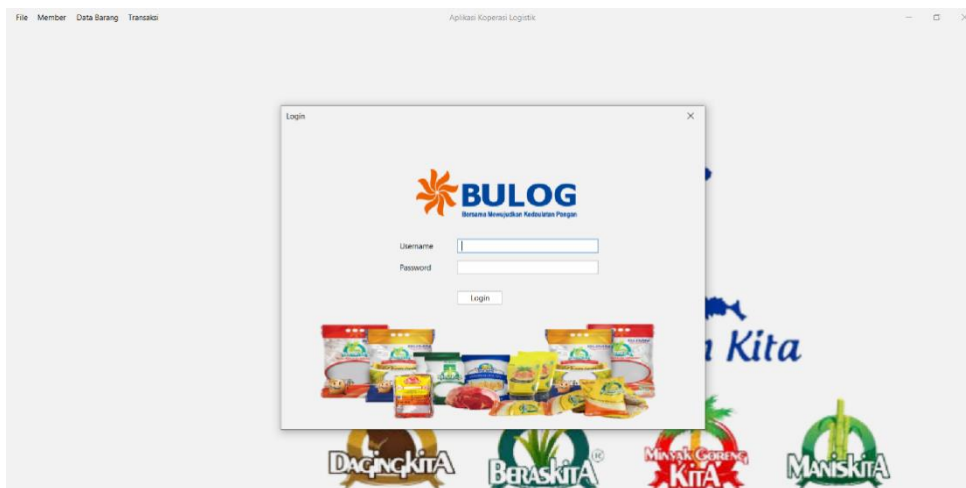 File Member Data Barang Transaksi
Aplikasi Koperasi Logistik
Login
BULOG
Bersama Mewujudkan Kedaulatan Pangan
Username
Password
Login
Kita
DAGINGKITA
BERASKITA®
MINYAK GORENG
KITA
MANISKITA